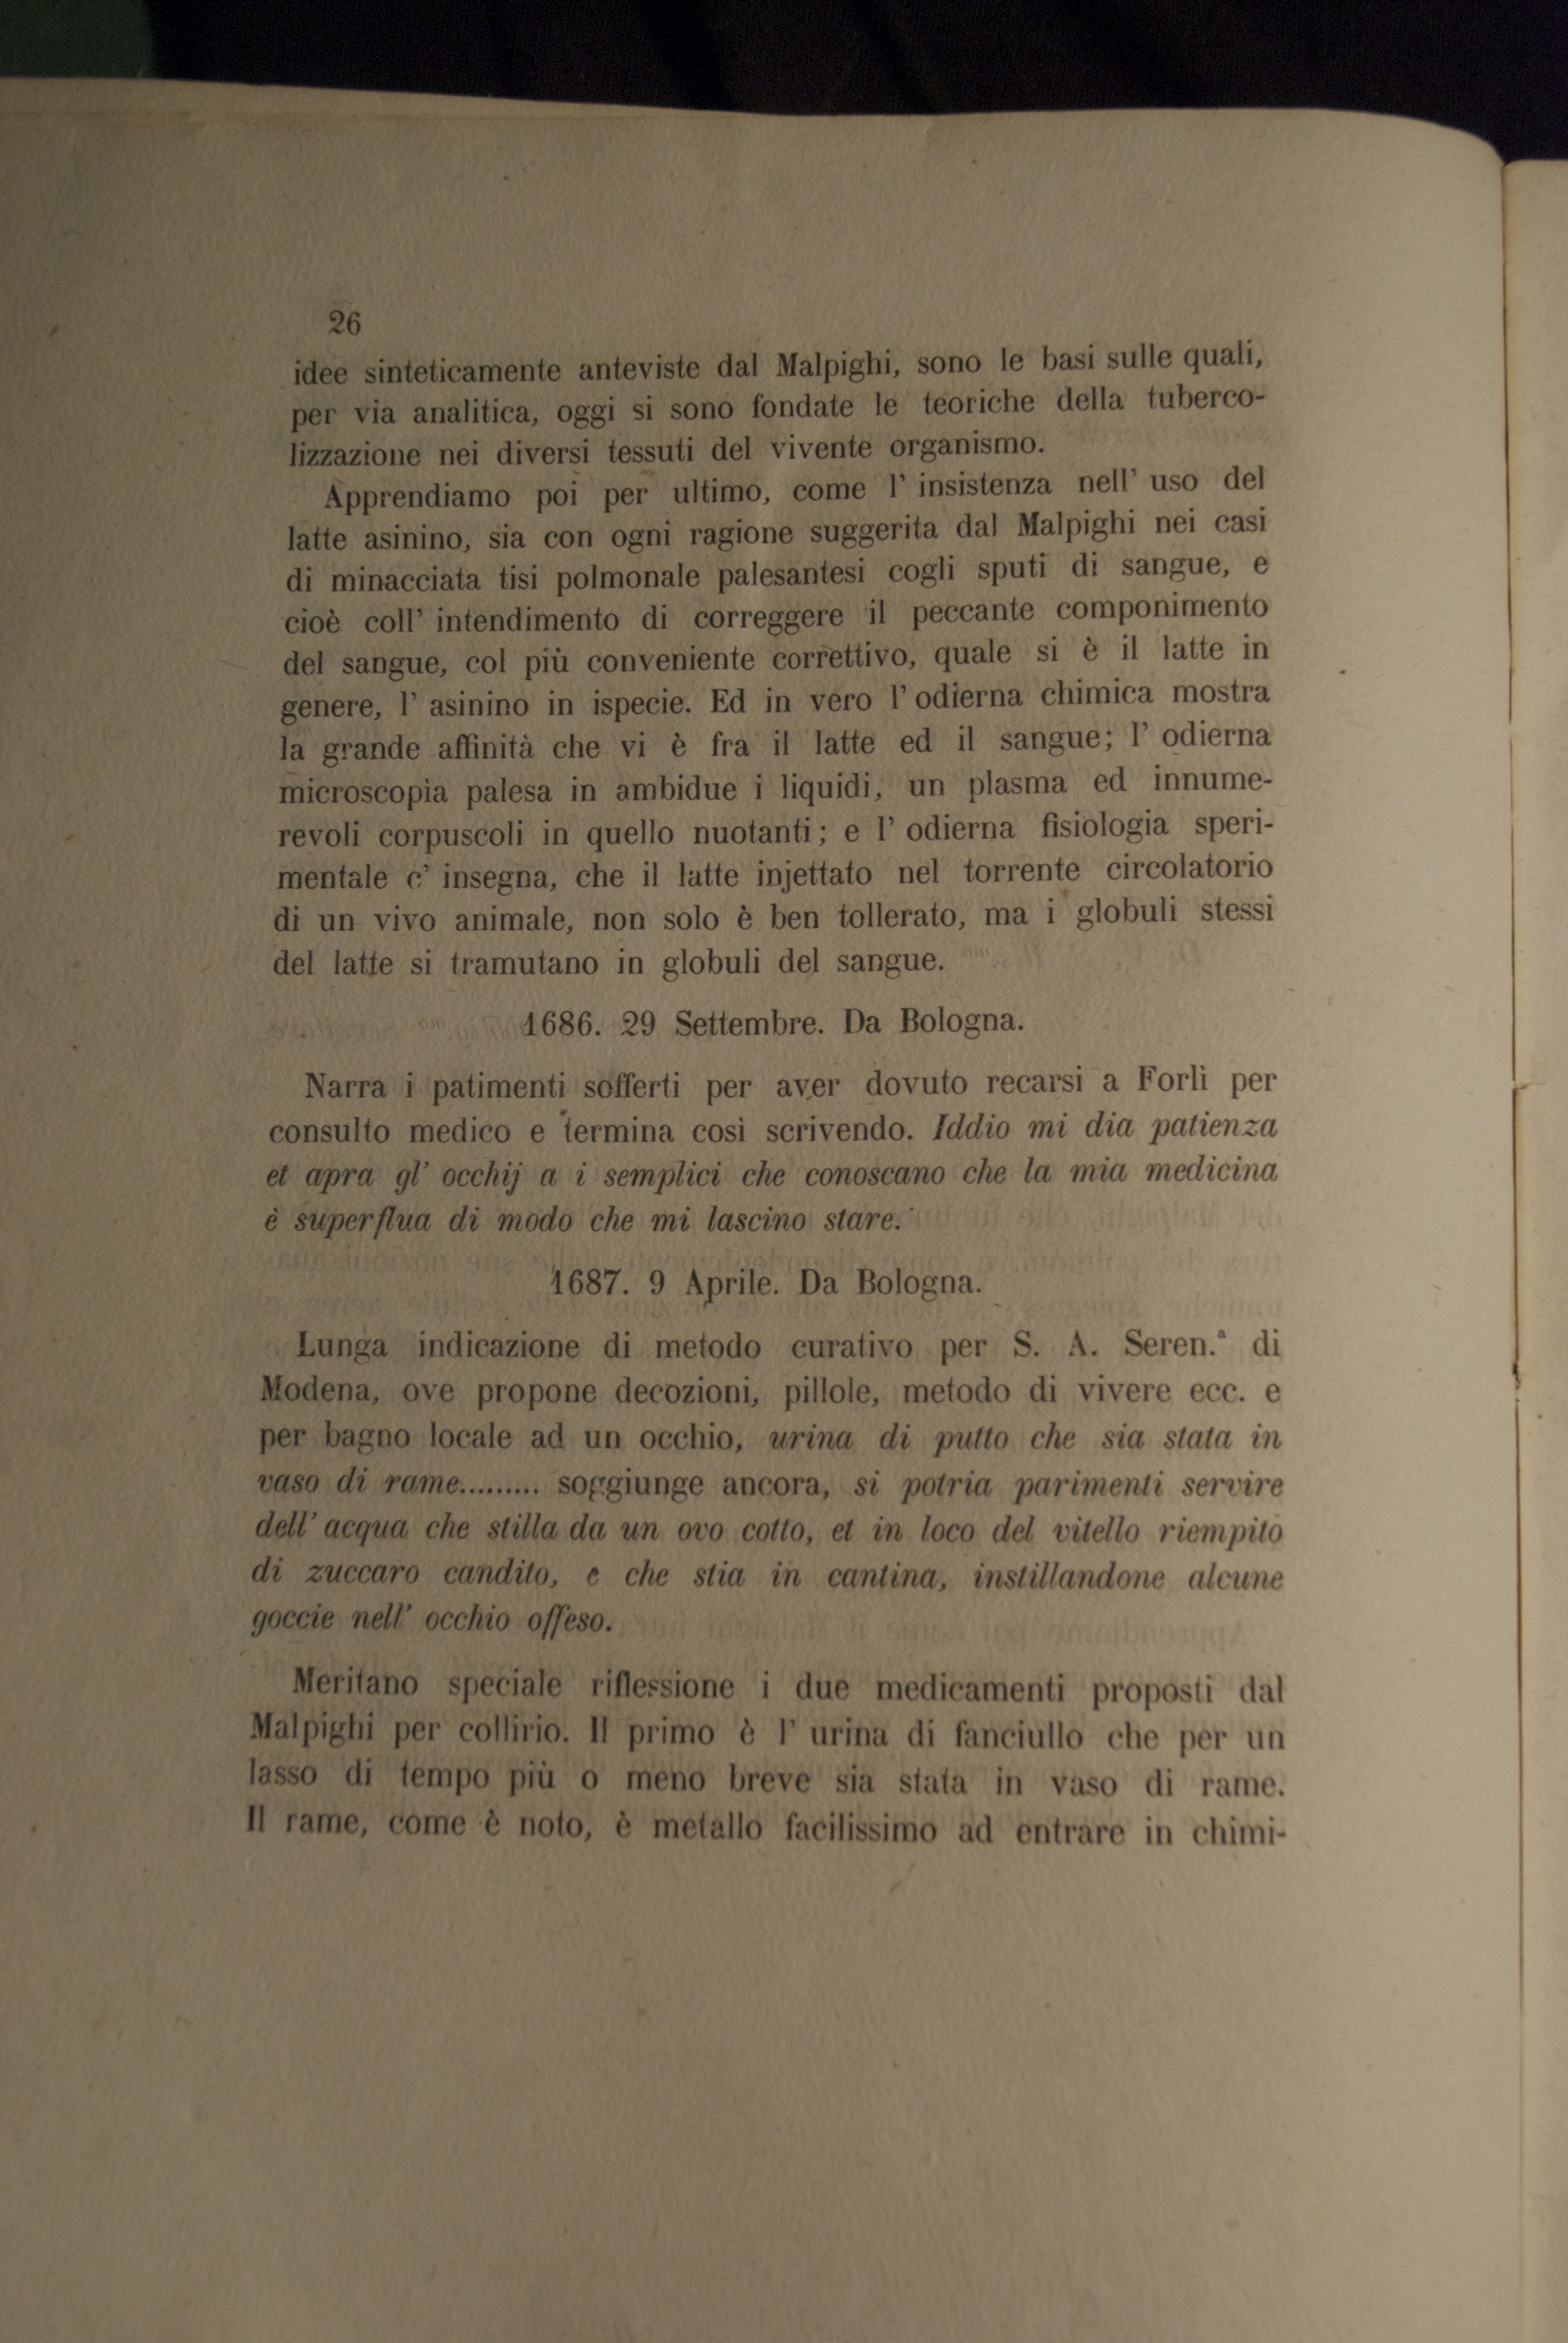 26
idee sinteticamente anteviste dal Malpighi, sono le basi sulle quali,
per via analitica, oggi si sono fondate le teoriche della tuberco-
lizzazione nei diversi tessuti del vivente organismo.
Apprendiamo poi per ultimo, come l' insistenza nell' uso del
latte asinino, sia con ogni ragione suggerita dal Malpighi nei casi
di minacciata tisi polmonale palesantesi cogli sputi di sangue, e
cioè coll' intendimento di correggere il peccante componimento
del sangue, col più conveniente correttivo, quale si è il latte in
genere, l' asinino in ispecie. Ed in vero l' odierna chimica mostra
la grande affinità che vi è fra il latte ed il sangue; l' odierna
microscopia palesa in ambidue i liquidi, un plasma ed innume-
revoli corpuscoli in quello nuotanti; e l' odierna fisiologia speri-
mentale c' insegna, che il latte injettato nel torrente circolatorio
di un vivo animale, non solo è ben tollerato, ma i globuli stessi
del latte si tramutano in globuli del sangue.
1686. 29 Settembre. Da Bologna.
Narra i patimenti sofferti per aver dovuto recarsi a Forlì per
consulto medico e termina così scrivendo. Iddio mi dia patienza
et apra gl' occhij a i semplici che conoscano che la mia medicina
è superflua di modo che mi lascino stare.
1687. 9 Aprile. Da Bologna.
Lunga indicazione di metodo curativo per S. A. Seren.ª di
Modena, ove propone decozioni, pillole, metodo di vivere ecc. e
per bagno locale ad un occhio, urina di putto che sia stata in
vaso di rame......... soggiunge ancora, si potria parimenti servire
dell' acqua che stilla da un ovo cotto, et in loco del vitello riempito
di zuccaro candito, e che stia in cantina, instillandone alcune
goccie nell' occhio offeso.
Meritano speciale riflessione i due medicamenti proposti dal
Malpighi per collirio. Il primo è l' urina di fanciullo che per un
lasso di tempo più o meno breve sia stata in vaso di rame.
Il rame, come è noto, è metallo facilissimo ad entrare in chimi-